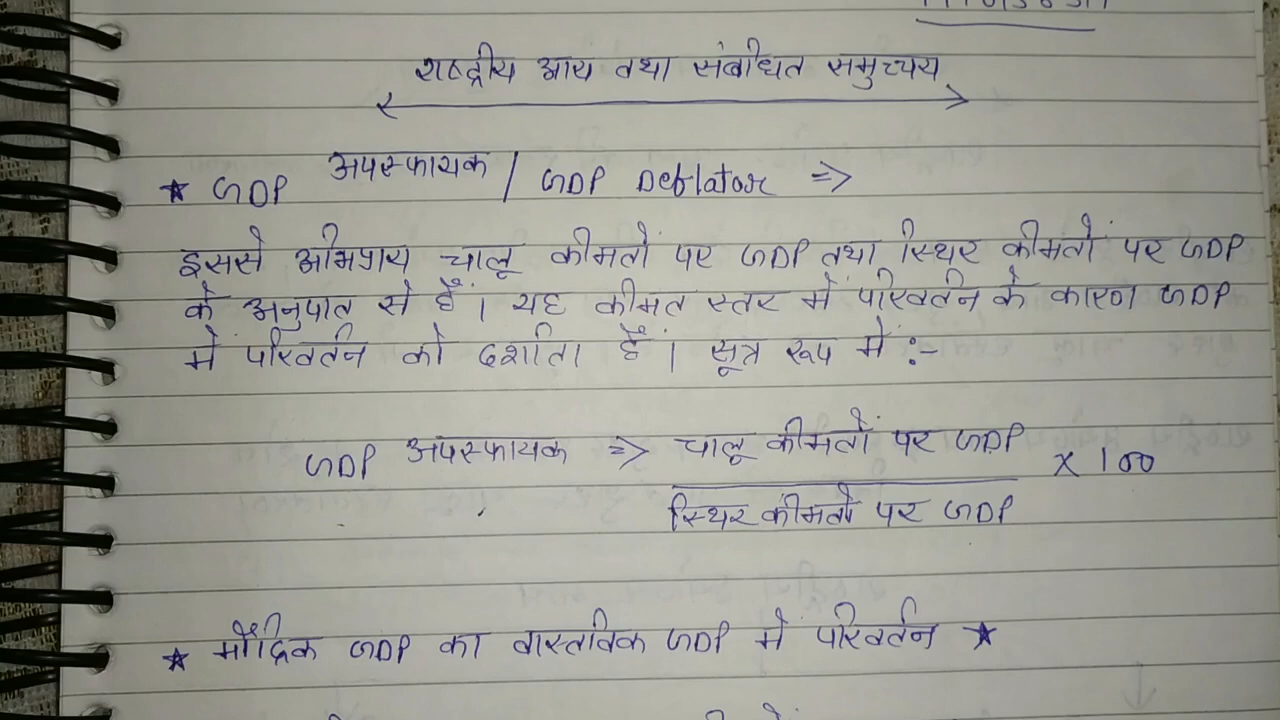 राष्ट्रीय आय तथा संबंधित समुच्चय
★ GDP अपस्फायक / GDP Deflator ⇒
इससे अभिप्राय चालू कीमतों पर GDP तथा स्थिर कीमतों पर GDP
के अनुपात से हैं। यह कीमत स्तर में परिवर्तन के कारण GDP
में परिवर्तन को दर्शाता हैं। सूत्र रूप में :-
GDP अपस्फायक ⇒ चालू कीमतों पर GDP × 100
स्थिर कीमतों पर GDP
★ मौद्रिक GDP का वास्तविक GDP में परिवर्तन ★